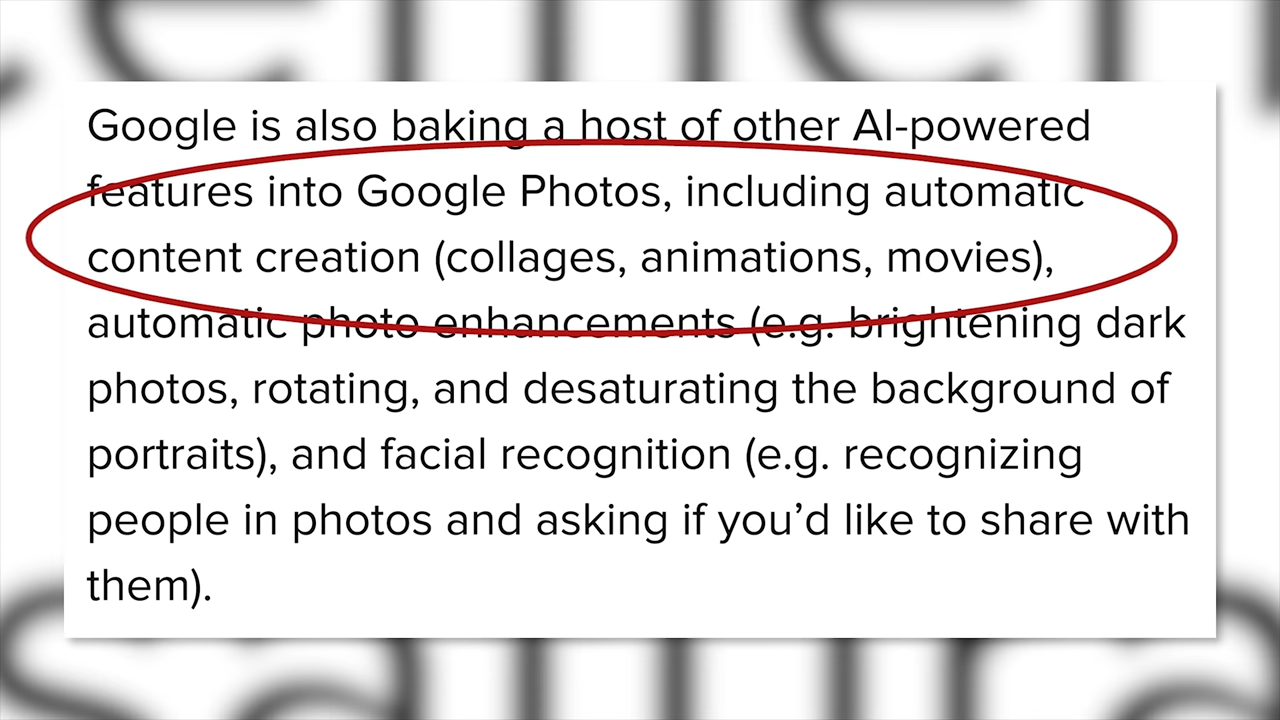 Google is also baking a host of other AI-powered
features into Google Photos, including automatic
content creation (collages, animations, movies),
automatic photo enhancements (e.g. brightening dark
photos, rotating, and desaturating the background of
portraits), and facial recognition (e.g. recognizing
people in photos and asking if you’d like to share with
them).